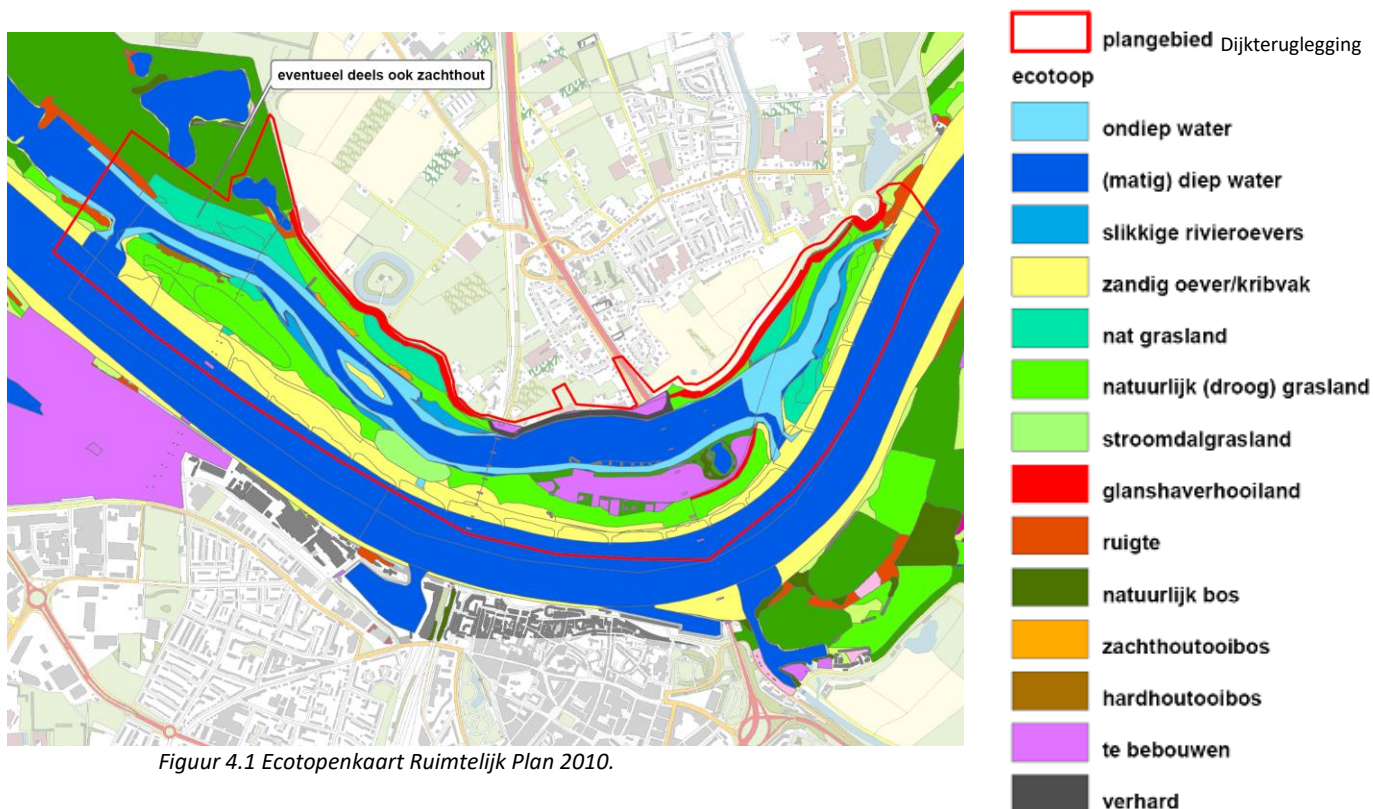 eventueel deels ook zachthout
Figuur 4.1 Ecotopenkaart Ruimtelijk Plan 2010.
plangebied Dijkteruglegging
ecotoop
ondiep water
(matig) diep water
slikkige rivieroevers
zandig oever/kribvak
nat grasland
natuurlijk (droog) grasland
stroomdalgrasland
glanshaverhooiland
ruigte
natuurlijk bos
zachthoutooibos
hardhoutooibos
te bebouwen
verhard